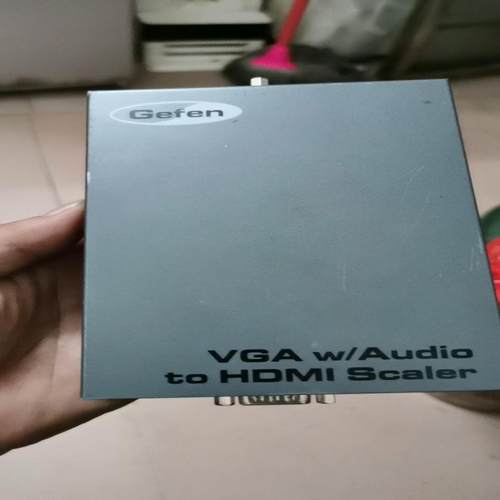 Gefen
VGA w/Audio
to HDMI Scaler